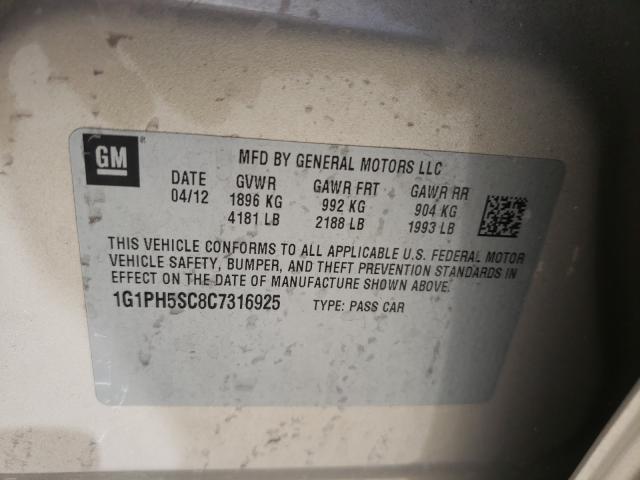 GM
MFD BY GENERAL MOTORS LLC
DATE GVWR GAWR FRT GAWR RR
04/12 1896 KG 992 KG 904 KG
4181 LB 2188 LB 1993 LB
THIS VEHICLE CONFORMS TO ALL APPLICABLE U.S. FEDERAL MOTOR
VEHICLE SAFETY, BUMPER, AND THEFT PREVENTION STANDARDS IN
EFFECT ON THE DATE OF MANUFACTURE SHOWN ABOVE.
1G1PH5SC8C7316925 TYPE: PASS CAR